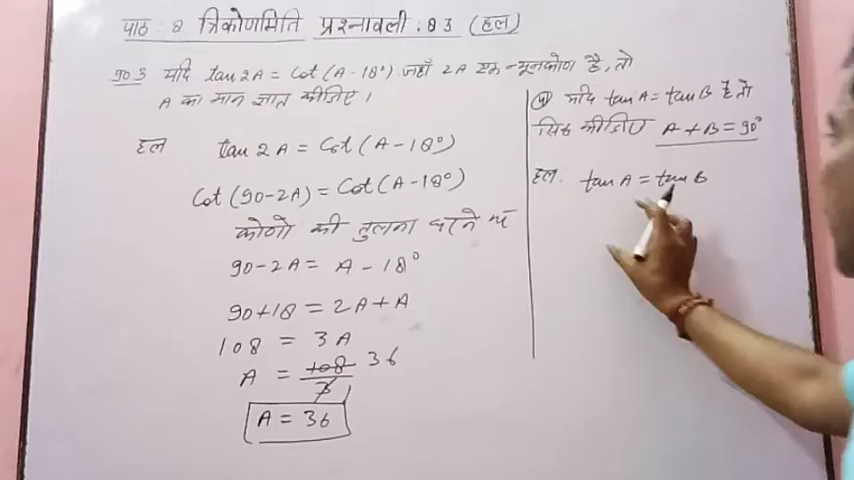 पाठ 8 त्रिकोणमिति प्रश्नावली : 8.3 (हल)
प्र० 3 यदि tan 2A = Cot (A - 18°) जहाँ 2A एक न्यूनकोण है, तो
A का मान ज्ञात कीजिए।
हल tan 2A = Cot (A - 18°)
Cot (90-2A) = Cot (A - 18°)
कोणो की तुलना करने पर
90-2A = A - 18°
90+18 = 2A + A
108 = 3A
A = 108/3 36
A = 36
④ यदि tan A = tan B है तो
सिद्ध कीजिए A + B = 90°
हल. tan A = tan B